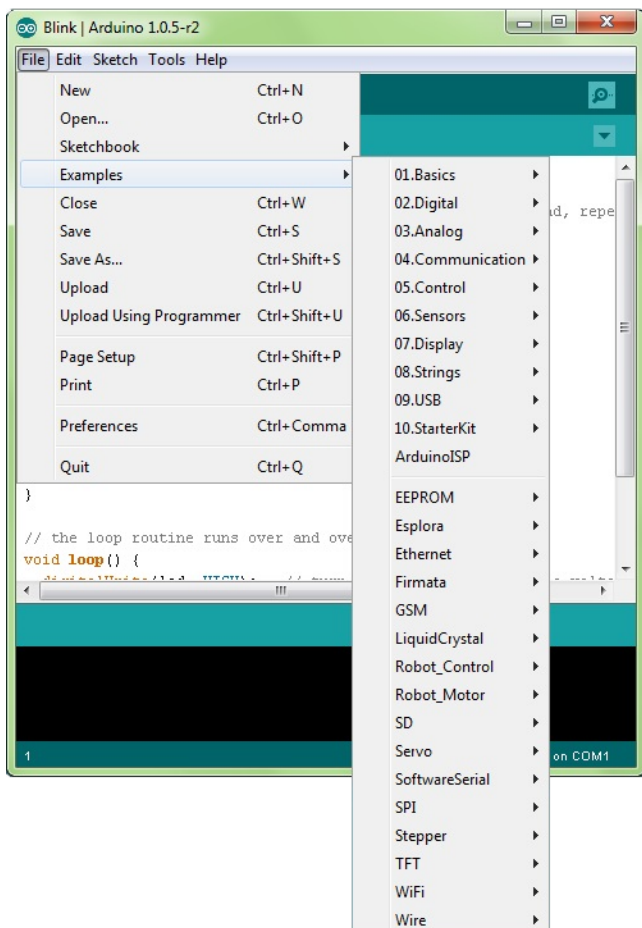 Blink | Arduino 1.0.5-r2
File Edit Sketch Tools Help
New Ctrl+N
Open... Ctrl+O
Sketchbook
Examples
Close Ctrl+W
Save Ctrl+S
Save As... Ctrl+Shift+S
Upload Ctrl+U
Upload Using Programmer Ctrl+Shift+U
Page Setup Ctrl+Shift+P
Print Ctrl+P
Preferences Ctrl+Comma
Quit Ctrl+Q
01.Basics
02.Digital
03.Analog
04.Communication
05.Control
06.Sensors
07.Display
08.Strings
09.USB
10.StarterKit
ArduinoISP
EEPROM
Esplora
Ethernet
Firmata
GSM
LiquidCrystal
Robot_Control
Robot_Motor
SD
Servo
SoftwareSerial
SPI
Stepper
TFT
WiFi
Wire
d, repe
}
// the loop routine runs over and ove
void loop() {
1 on COM1